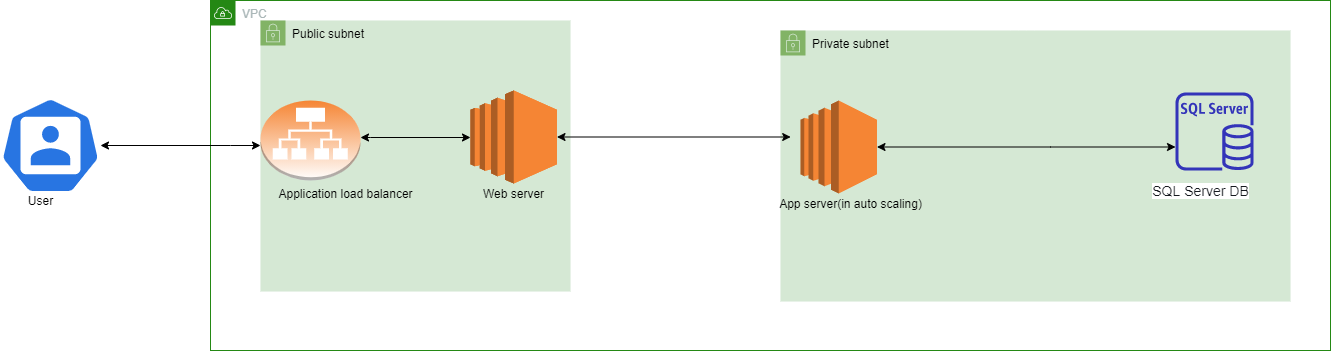 VPC
Public subnet
Private subnet
SQL Server
Application load balancer
Web server
SQL Server DB
User
App server(in auto scaling)